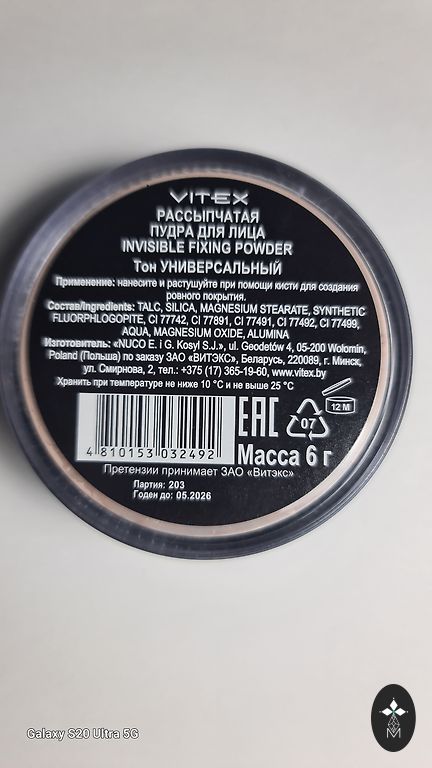 VITEX
РАССЫПЧАТАЯ
ПУДРА ДЛЯ ЛИЦА
INVISIBLE FIXING POWDER
Тон УНИВЕРСАЛЬНЫЙ
Применение: нанесите и растушуйте при помощи кисти для создания
ровного покрытия.
Состав/Ingredients: TALC, SILICA, MAGNESIUM STEARATE, SYNTHETIC
FLUORPHLOGOPITE, CI 77742, CI 77891, CI 77491, CI 77492, CI 77499,
AQUA, MAGNESIUM OXIDE, ALUMINA
Изготовитель: «NUCO E. i G. Kosyl S.J.», ul. Geodetów 4, 05-200 Wołomin,
Poland (Польша) по заказу ЗАО «ВИТЭКС», Беларусь, 220089, г. Минск,
ул. Смирнова, 2, тел.: +375 (17) 365-19-60, www.vitex.by
Хранить при температуре не ниже 10 °С и не выше 25 °С
EAC
07
12 M
4 810153 032492
Масса 6 г
Претензии принимает ЗАО «Витэкс»
Партия: 203
Годен до: 05.2026
Galaxy S20 Ultra 5G
M